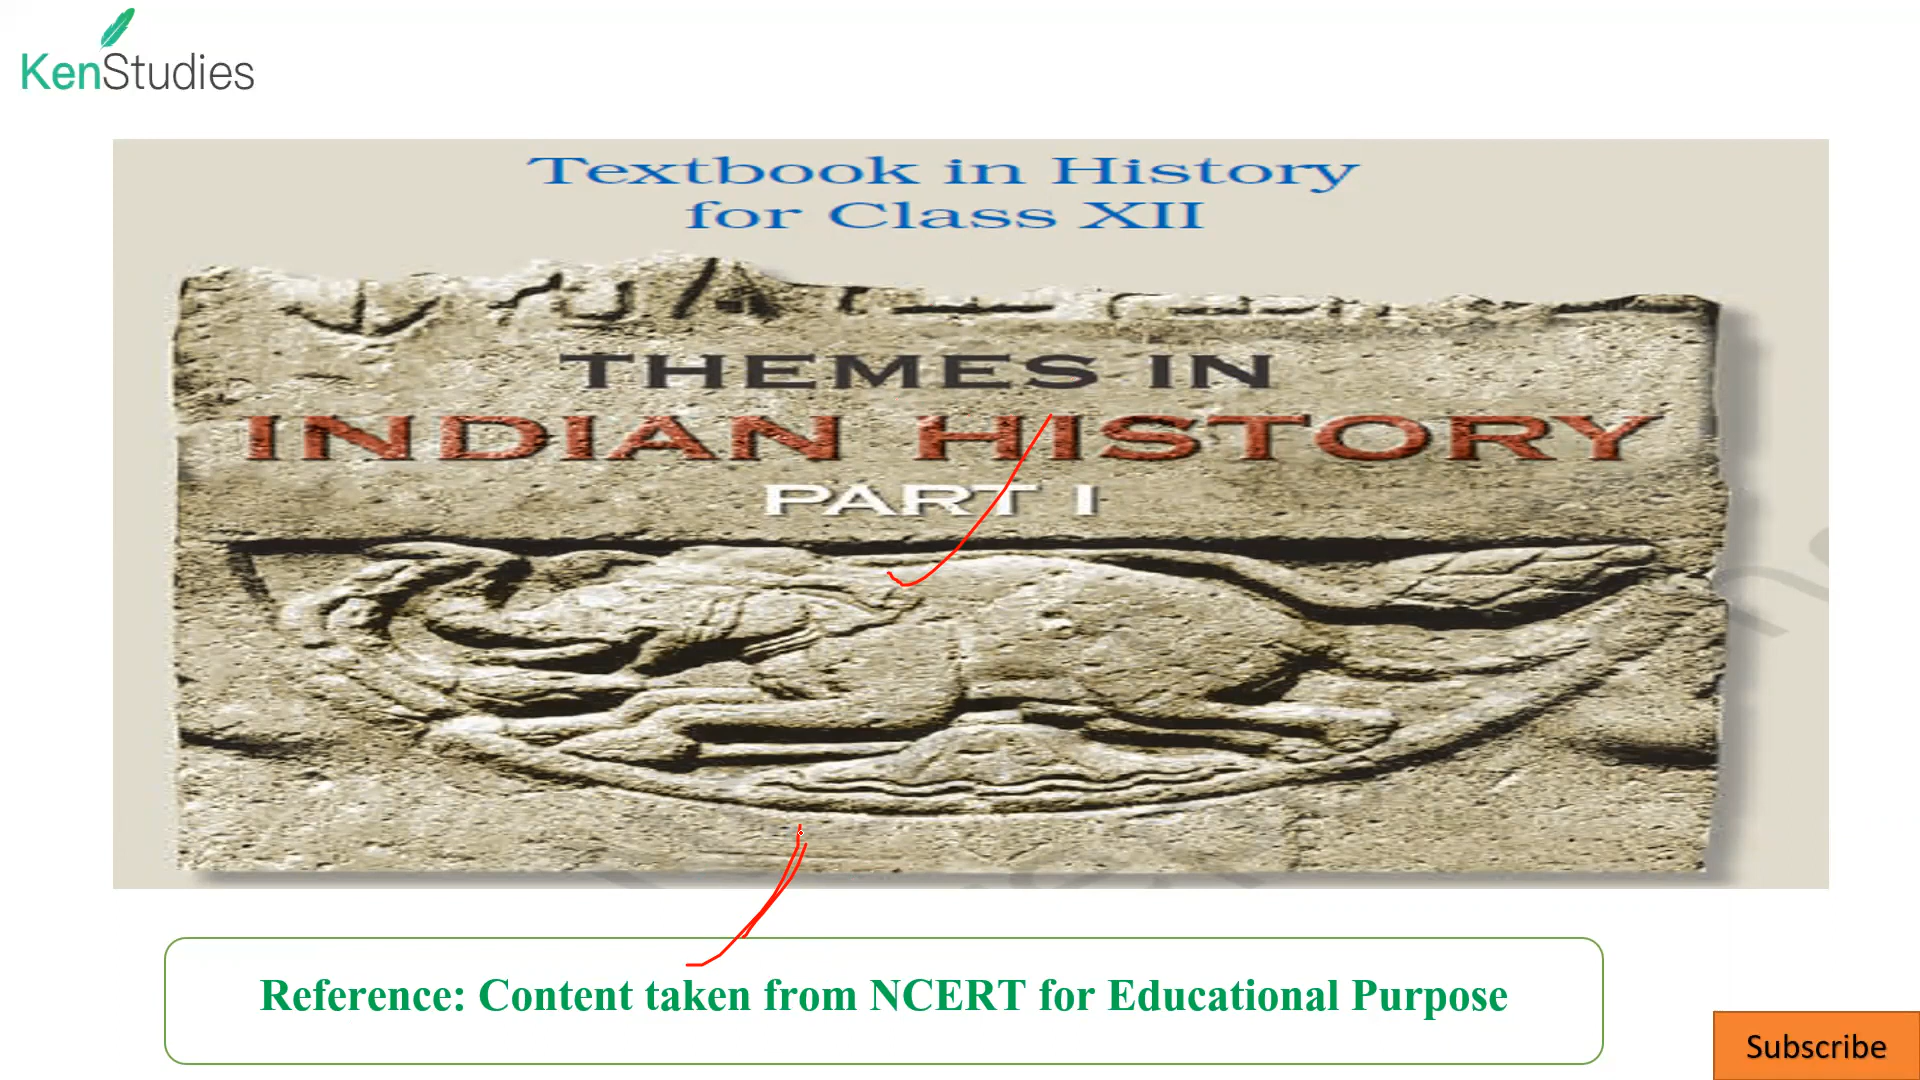 KenStudies
Textbook in History
for Class XII
THEMES IN
INDIAN HISTORY
PART I
Reference: Content taken from NCERT for Educational Purpose
Subscribe